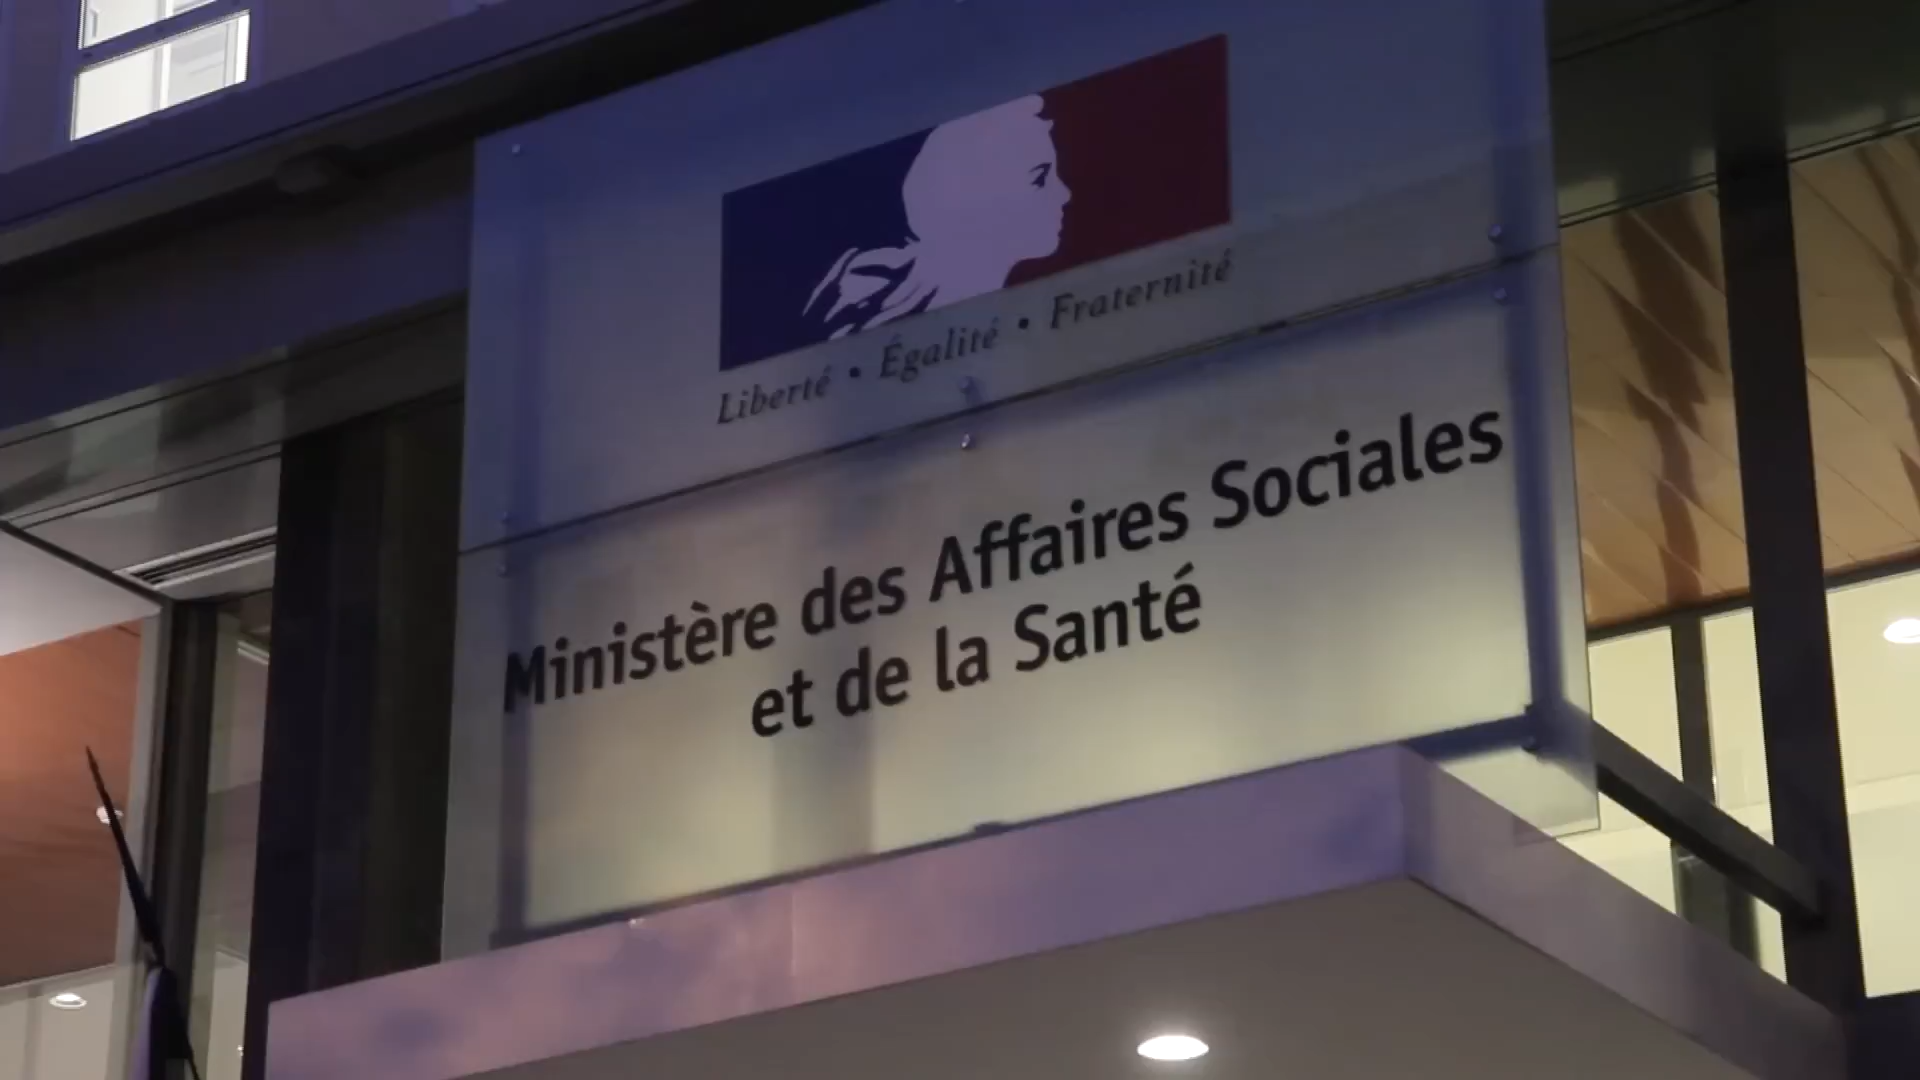 Liberté • Égalité • Fraternité
Ministère des Affaires Sociales
et de la Santé